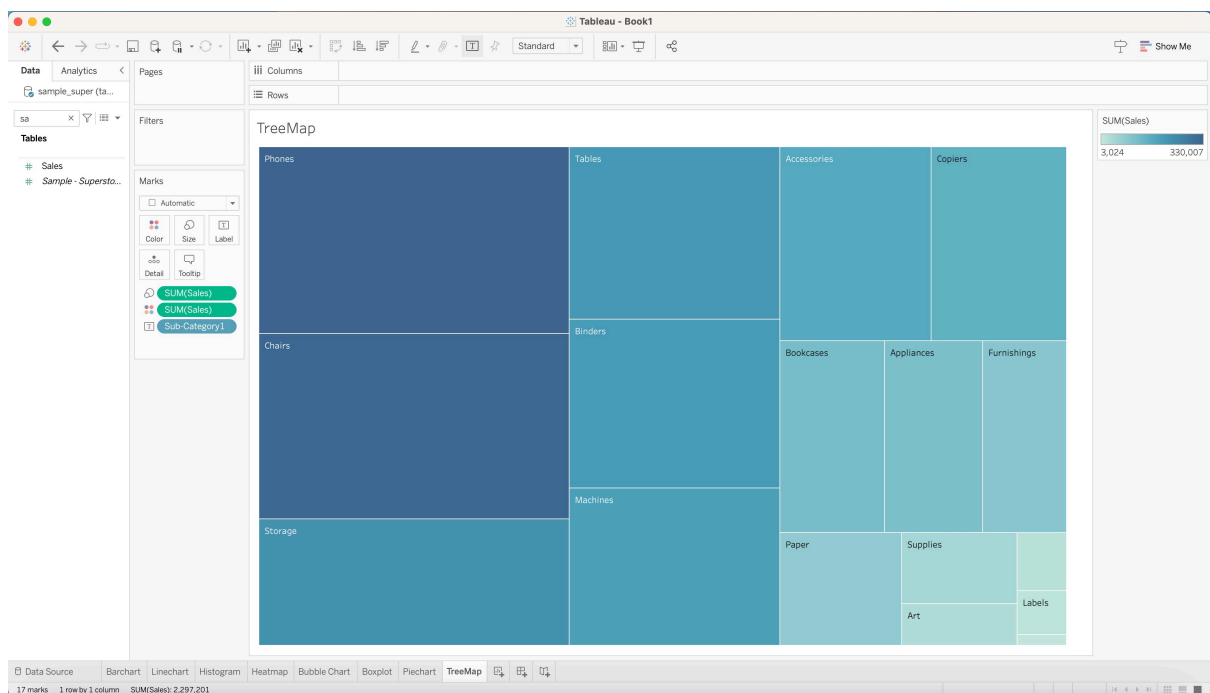 Tableau - Book1
Standard
Show Me
Data
Analytics
Pages
Columns
sample_super (ta...
Rows
sa
Filters
Tables
Sales
Sample - Supersto...
Marks
Automatic
Color
Size
Label
Detail
Tooltip
SUM(Sales)
SUM(Sales)
Sub-Category1
TreeMap
Phones
Tables
Accessories
Copiers
Chairs
Binders
Bookcases
Appliances
Furnishings
Storage
Machines
Paper
Supplies
Labels
Art
SUM(Sales)
3,024 330,007
Data Source Barchart Linechart Histogram Heatmap Bubble Chart Boxplot Piechart TreeMap
17 marks 1 row by 1 column SUM(Sales): 2,297,201